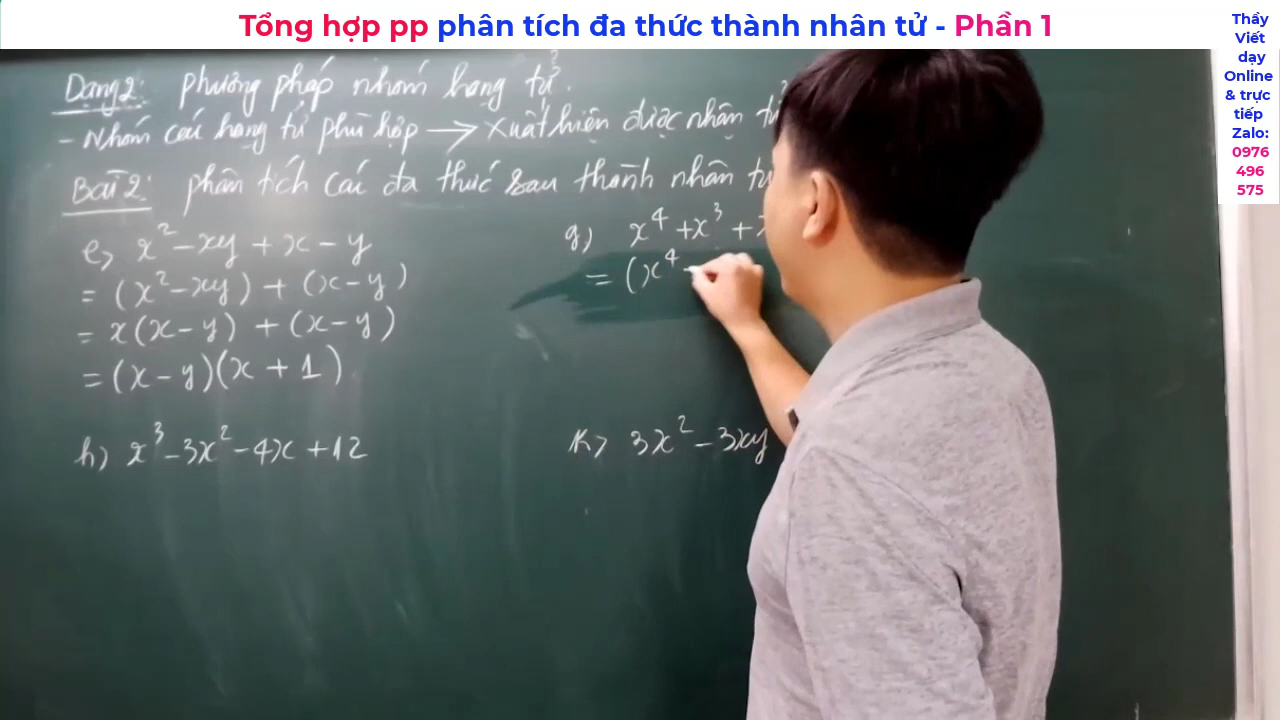 Tổng hợp pp phân tích đa thức thành nhân tử - Phần 1
Thầy
Viết
dạy
Online
& trực
tiếp
Zalo:
0976
496
575
Dạng 2: phương pháp nhóm hạng tử.
- Nhóm các hạng tử phù hợp → Xuất hiện được nhân tử
Bài 2: phân tích các đa thức sau thành nhân tử
e) x² - xy + x - y
= (x² - xy) + (x - y)
= x(x - y) + (x - y)
= (x - y)(x + 1)
g) x⁴ + x³ +
= (x⁴ -
h) x³ - 3x² - 4x + 12
k) 3x² - 3xy